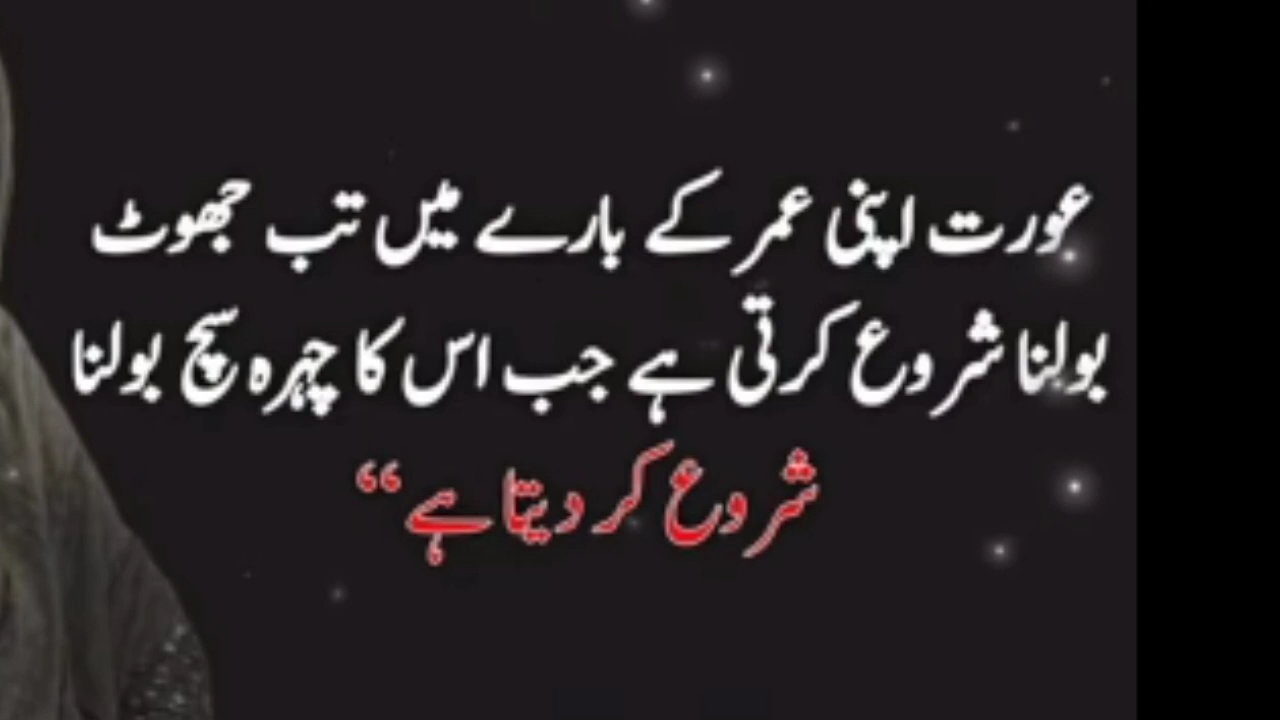 عورت اپنی عمر کے بارے میں تب جھوٹ
بولنا شروع کرتی ہے جب اس کا چہرہ سچ بولنا
شروع کر دیتا ہے“